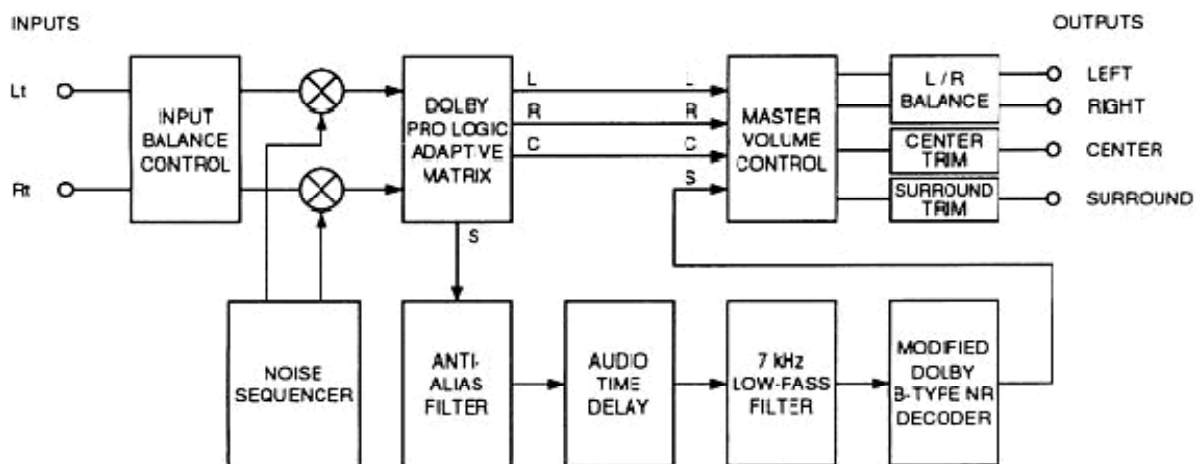 INPUTS
OUTPUTS
Lt
Rt
INPUT
BALANCE
CONTROL
DOLBY
PRO LOGIC
ADAPTIVE
MATRIX
L
R
C
S
L
R
C
S
MASTER
VOLUME
CONTROL
L / R
BALANCE
CENTER
TRIM
SURROUND
TRIM
LEFT
RIGHT
CENTER
SURROUND
NOISE
SEQUENCER
ANTI-
ALIAS
FILTER
AUDIO
TIME
DELAY
7 kHz
LOW-FASS
FILTER
MODIFIED
DOLBY
B-TYPE NR
DECODER